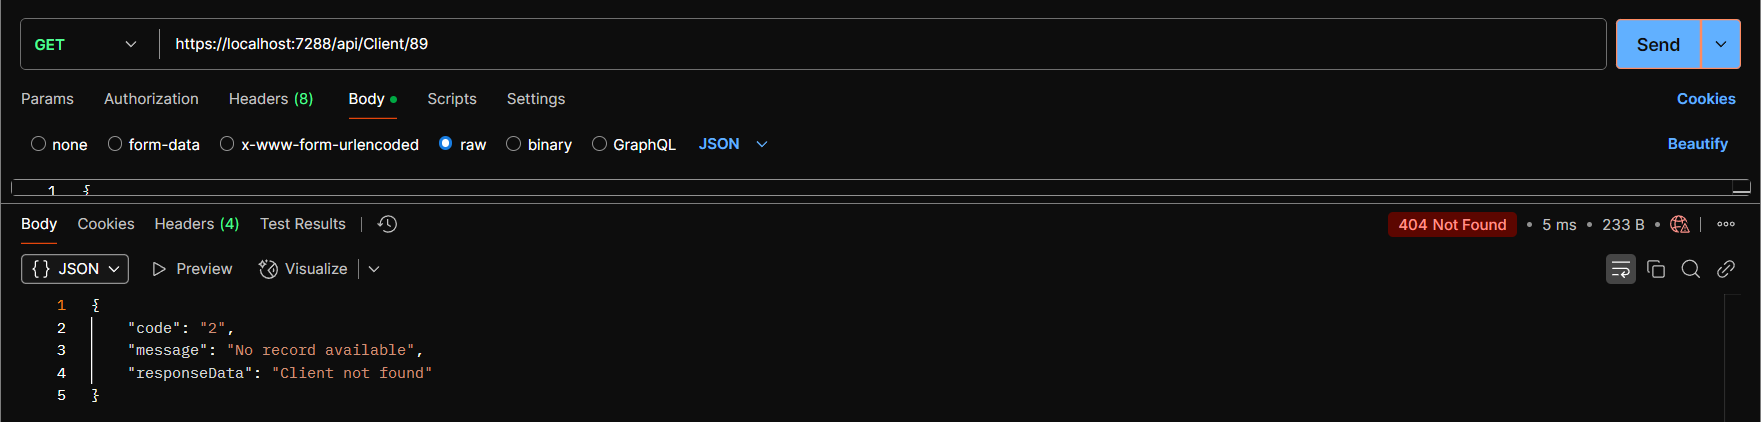 GET https://localhost:7288/api/Client/89 Send
Params Authorization Headers (8) Body Scripts Settings Cookies
none form-data x-www-form-urlencoded raw binary GraphQL JSON Beautify
1 {
Body Cookies Headers (4) Test Results 404 Not Found • 5 ms • 233 B •
{} JSON Preview Visualize
1 {
2 "code": "2",
3 "message": "No record available",
4 "responseData": "Client not found"
5 }